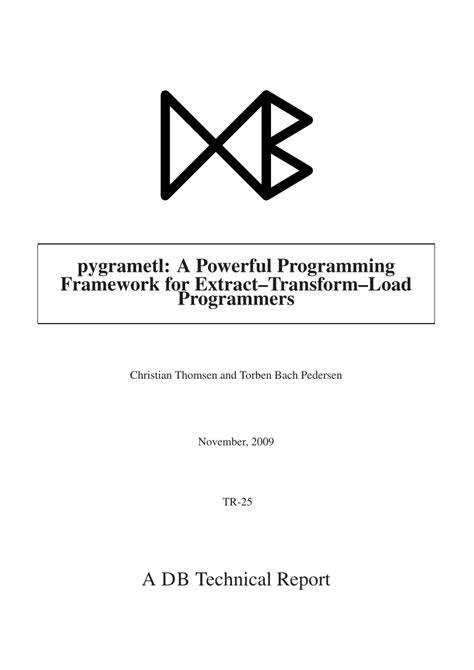 pygrametl: A Powerful Programming
Framework for Extract–Transform–Load
Programmers
Christian Thomsen and Torben Bach Pedersen
November, 2009
TR-25
A DB Technical Report